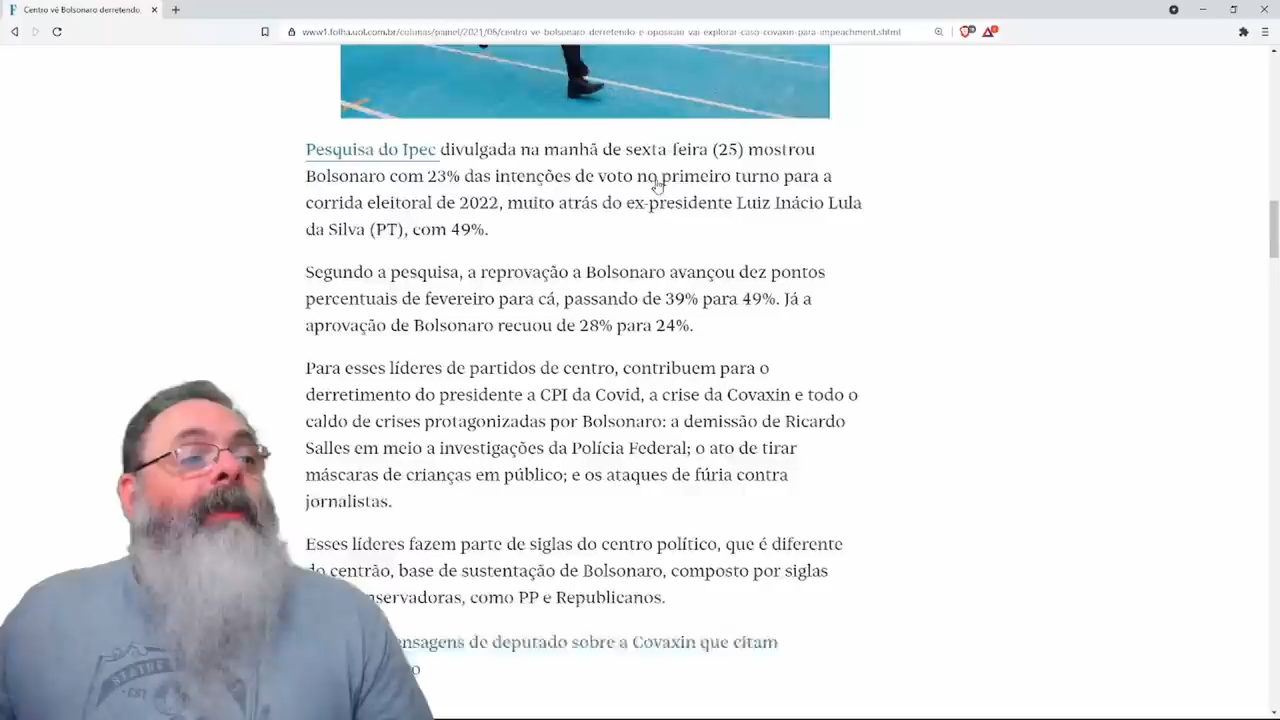 Centro vê Bolsonaro derretendo,
www1.folha.uol.com.br/colunas/painel/2021/06/centro-ve-bolsonaro-derretendo-e-oposicao-vai-explorar-caso-covaxin-para-impeachment.shtml
Pesquisa do Ipec divulgada na manhã de sexta-feira (25) mostrou
Bolsonaro com 23% das intenções de voto no primeiro turno para a
corrida eleitoral de 2022, muito atrás do ex-presidente Luiz Inácio Lula
da Silva (PT), com 49%.
Segundo a pesquisa, a reprovação a Bolsonaro avançou dez pontos
percentuais de fevereiro para cá, passando de 39% para 49%. Já a
aprovação de Bolsonaro recuou de 28% para 24%.
Para esses líderes de partidos de centro, contribuem para o
derretimento do presidente a CPI da Covid, a crise da Covaxin e todo o
caldo de crises protagonizadas por Bolsonaro: a demissão de Ricardo
Salles em meio a investigações da Polícia Federal; o ato de tirar
máscaras de crianças em público; e os ataques de fúria contra
jornalistas.
Esses líderes fazem parte de siglas do centro político, que é diferente
do centrão, base de sustentação de Bolsonaro, composto por siglas
nservadoras, como PP e Republicanos.
ensagens de deputado sobre a Covaxin que citam
o